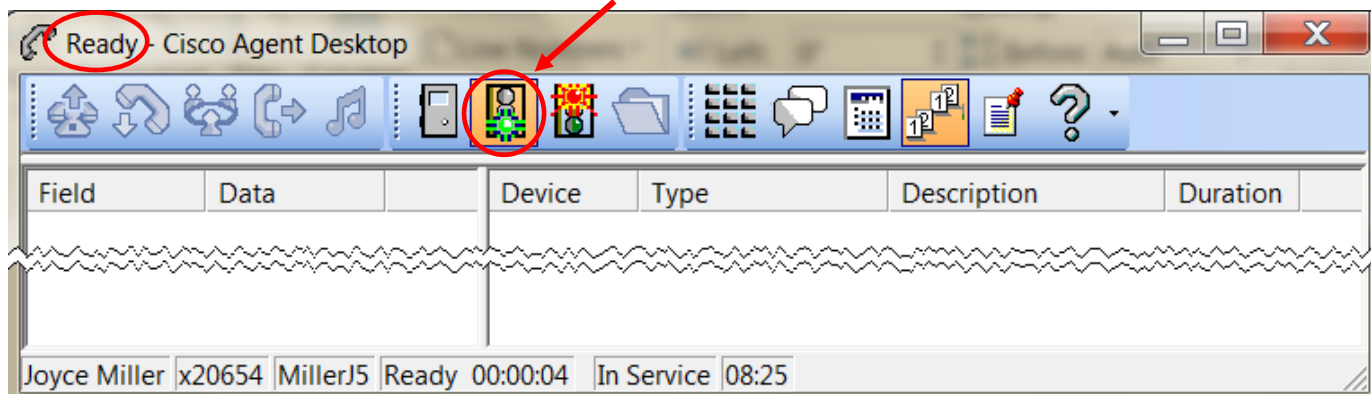 Ready - Cisco Agent Desktop
Field Data Device Type Description Duration
Joyce Miller x20654 MillerJ5 Ready 00:00:04 In Service 08:25